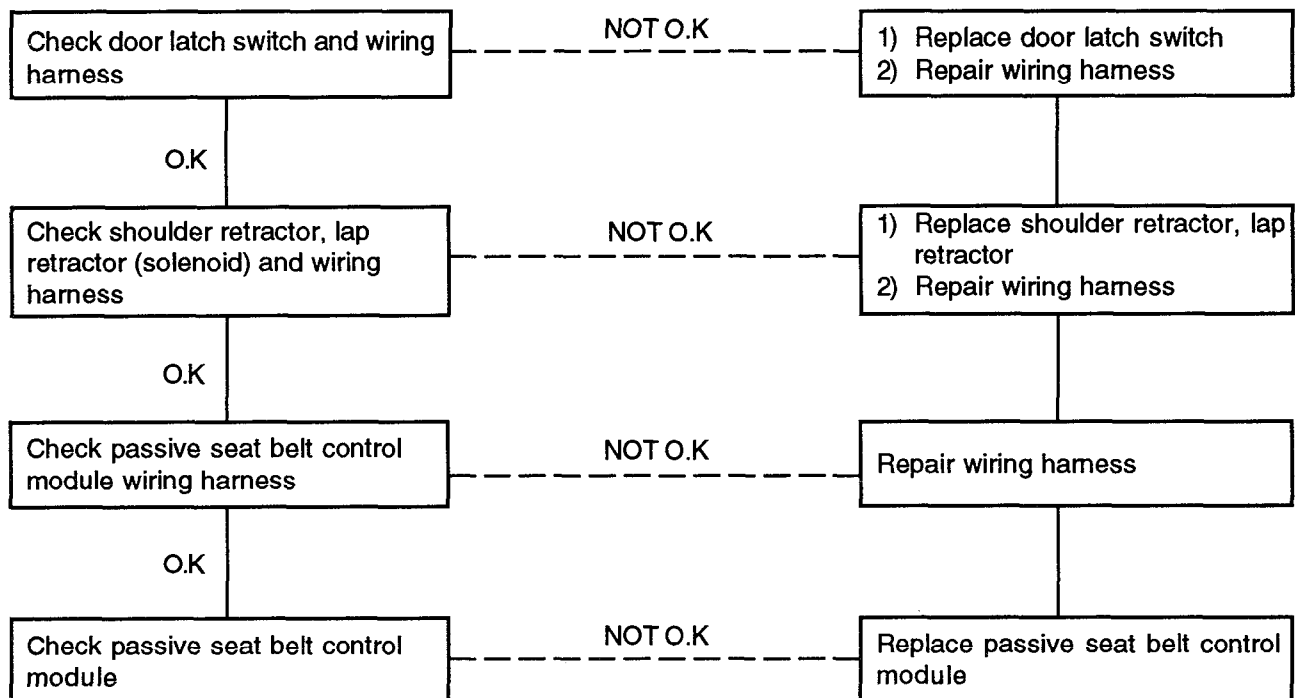 Check door latch switch and wiring
harness
NOT O.K
1) Replace door latch switch
2) Repair wiring harness
O.K
Check shoulder retractor, lap
retractor (solenoid) and wiring
harness
NOT O.K
1) Replace shoulder retractor, lap
retractor
2) Repair wiring harness
O.K
Check passive seat belt control
module wiring harness
NOT O.K
Repair wiring harness
O.K
Check passive seat belt control
module
NOT O.K
Replace passive seat belt control
module